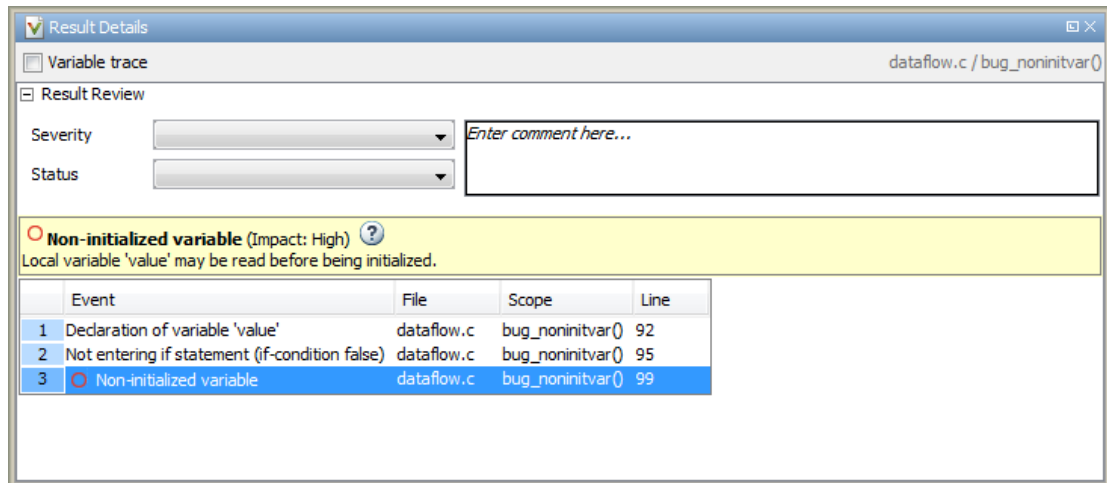 Result Details
Variable trace dataflow.c / bug_noninitvar()
Result Review
Severity
Enter comment here...
Status
Non-initialized variable (Impact: High) ?
Local variable 'value' may be read before being initialized.
Event File Scope Line
1 Declaration of variable 'value' dataflow.c bug_noninitvar() 92
2 Not entering if statement (if-condition false) dataflow.c bug_noninitvar() 95
3 Non-initialized variable dataflow.c bug_noninitvar() 99